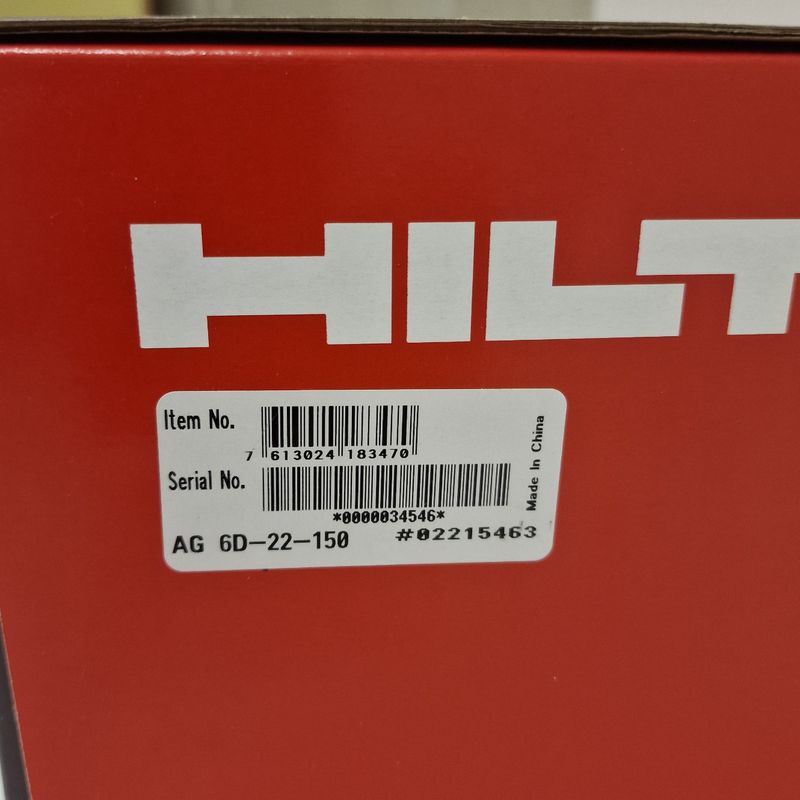 HILT
Item No.
7 613024 183470
Serial No.
*0000034546*
AG 6D-22-150 #02215463
Made In China